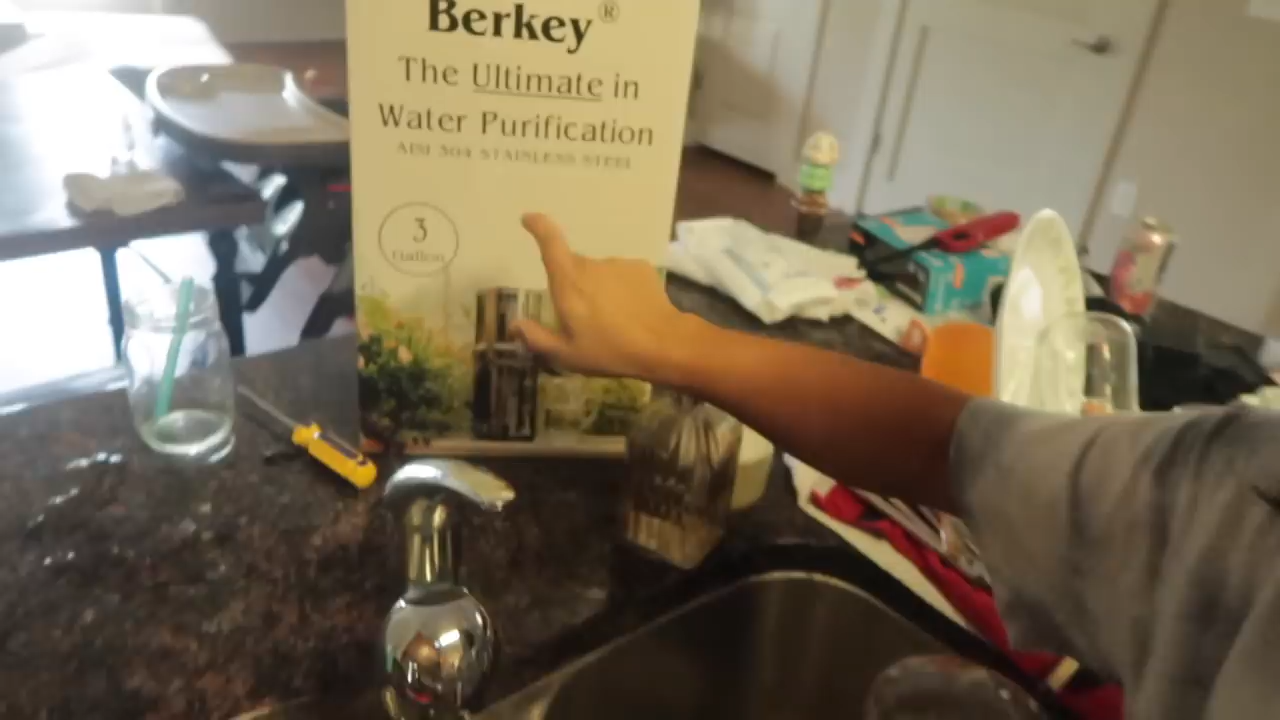 Berkey®
The Ultimate in
Water Purification
AISI 304 STAINLESS STEEL
3
Gallon